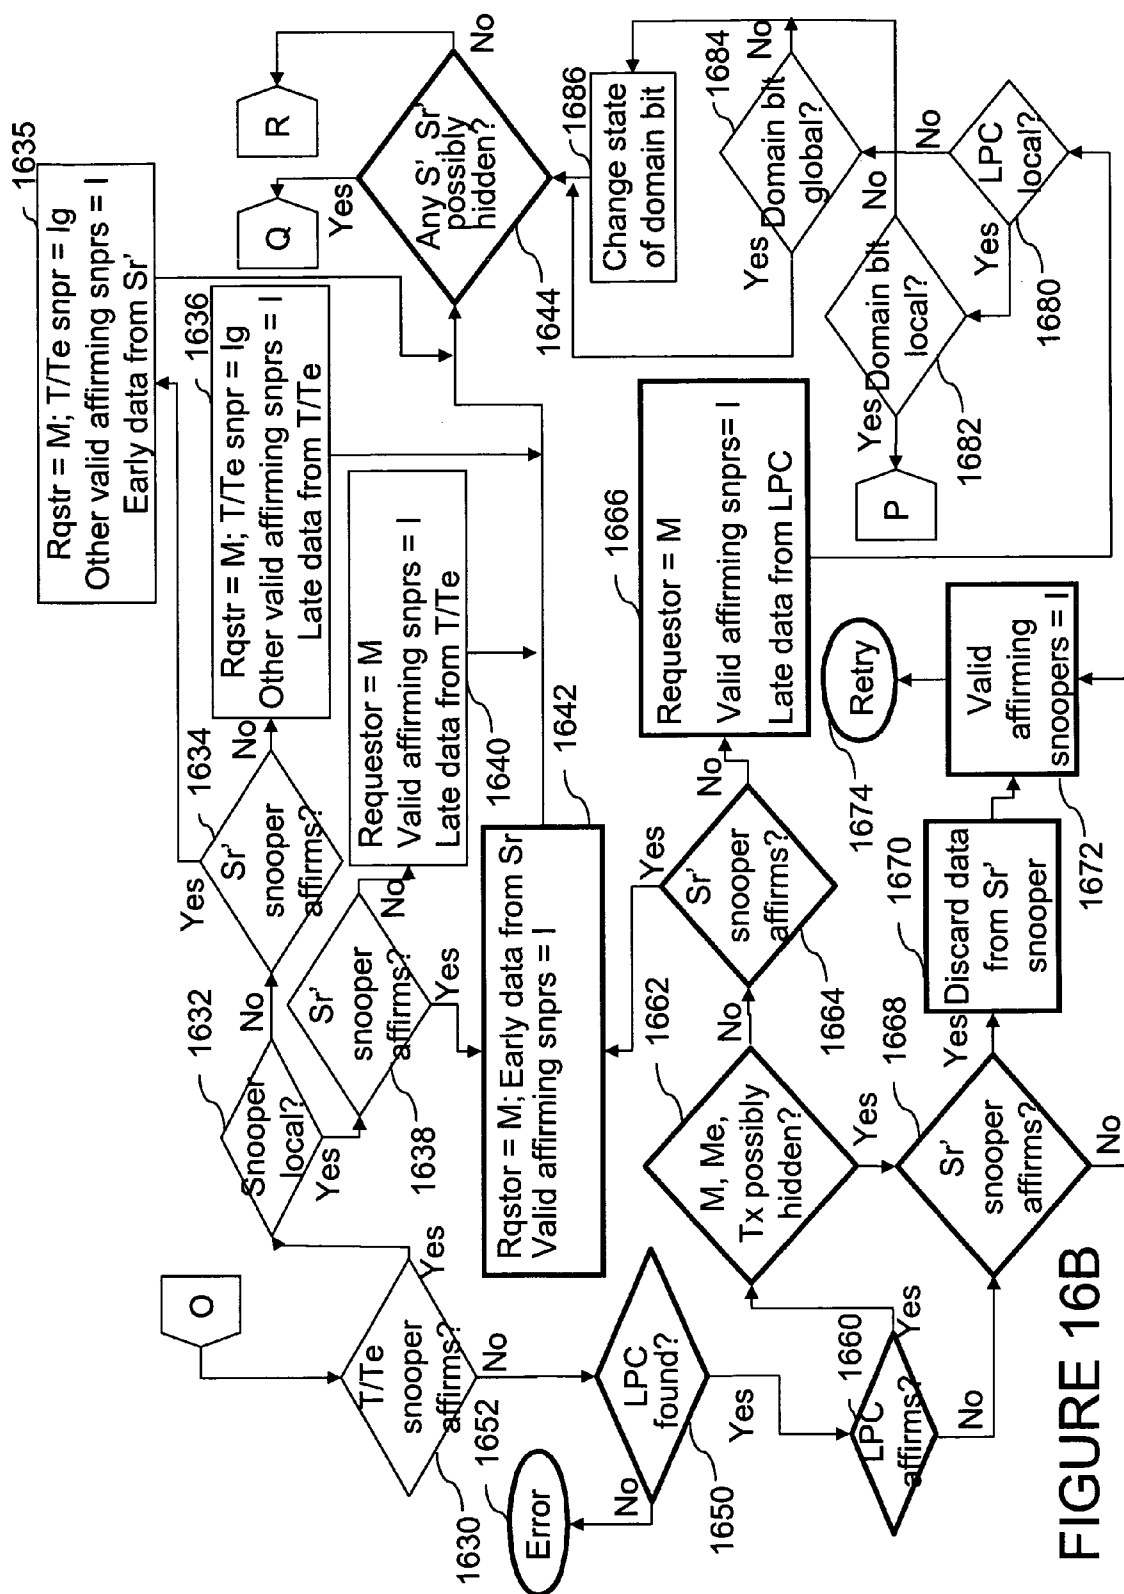 O
T/Te
snooper
affirms?
1630
Yes
No
Snooper
local?
1632
No
Yes
Sr'
snooper
affirms?
1634
Yes
No
Rqstr = M; T/Te snpr = Ig
Other valid affirming snprs = I
Early data from Sr'
1635
Rqstr = M; T/Te snpr = Ig
Other valid affirming snprs = I
Late data from T/Te
1636
Sr'
snooper
affirms?
1638
No
Yes
Requestor = M
Valid affirming snprs = I
Late data from T/Te
1640
Rqstor = M; Early data from Sr'
Valid affirming snprs = I
1642
Any S' Sr'
possibly
hidden?
1644
Yes
No
Q
R
LPC
found?
1650
No
Yes
Error
1652
LPC
affirms?
1660
Yes
No
M, Me,
Tx possibly
hidden?
1662
No
Yes
Sr'
snooper
affirms?
1664
Yes
No
Requestor = M
Valid affirming snprs= I
Late data from LPC
1666
Sr'
snooper
affirms?
1668
Yes
No
Discard data
from Sr'
snooper
1670
Valid
affirming
snoopers = I
1672
Retry
1674
LPC
local?
1680
Yes
No
Domain bit
local?
1682
Yes
No
P
Domain bit
global?
1684
Yes
No
Change state
of domain bit
1686
FIGURE 16B